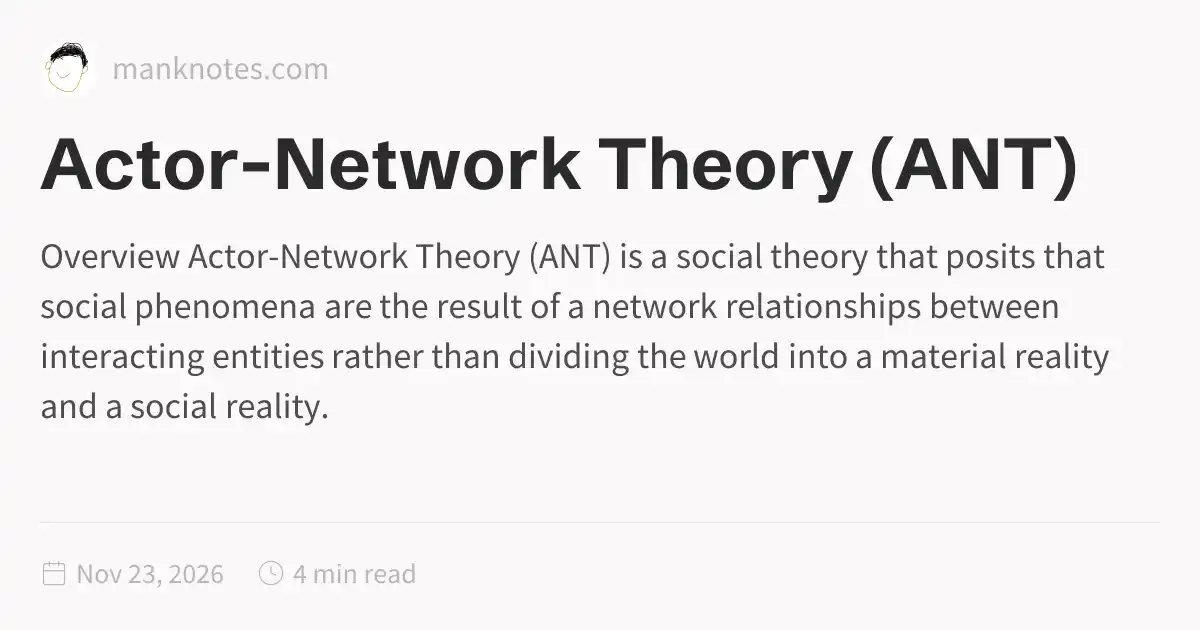 manknotes.com
Actor-Network Theory (ANT)
Overview Actor-Network Theory (ANT) is a social theory that posits that
social phenomena are the result of a network relationships between
interacting entities rather than dividing the world into a material reality
and a social reality.
Nov 23, 2026 4 min read